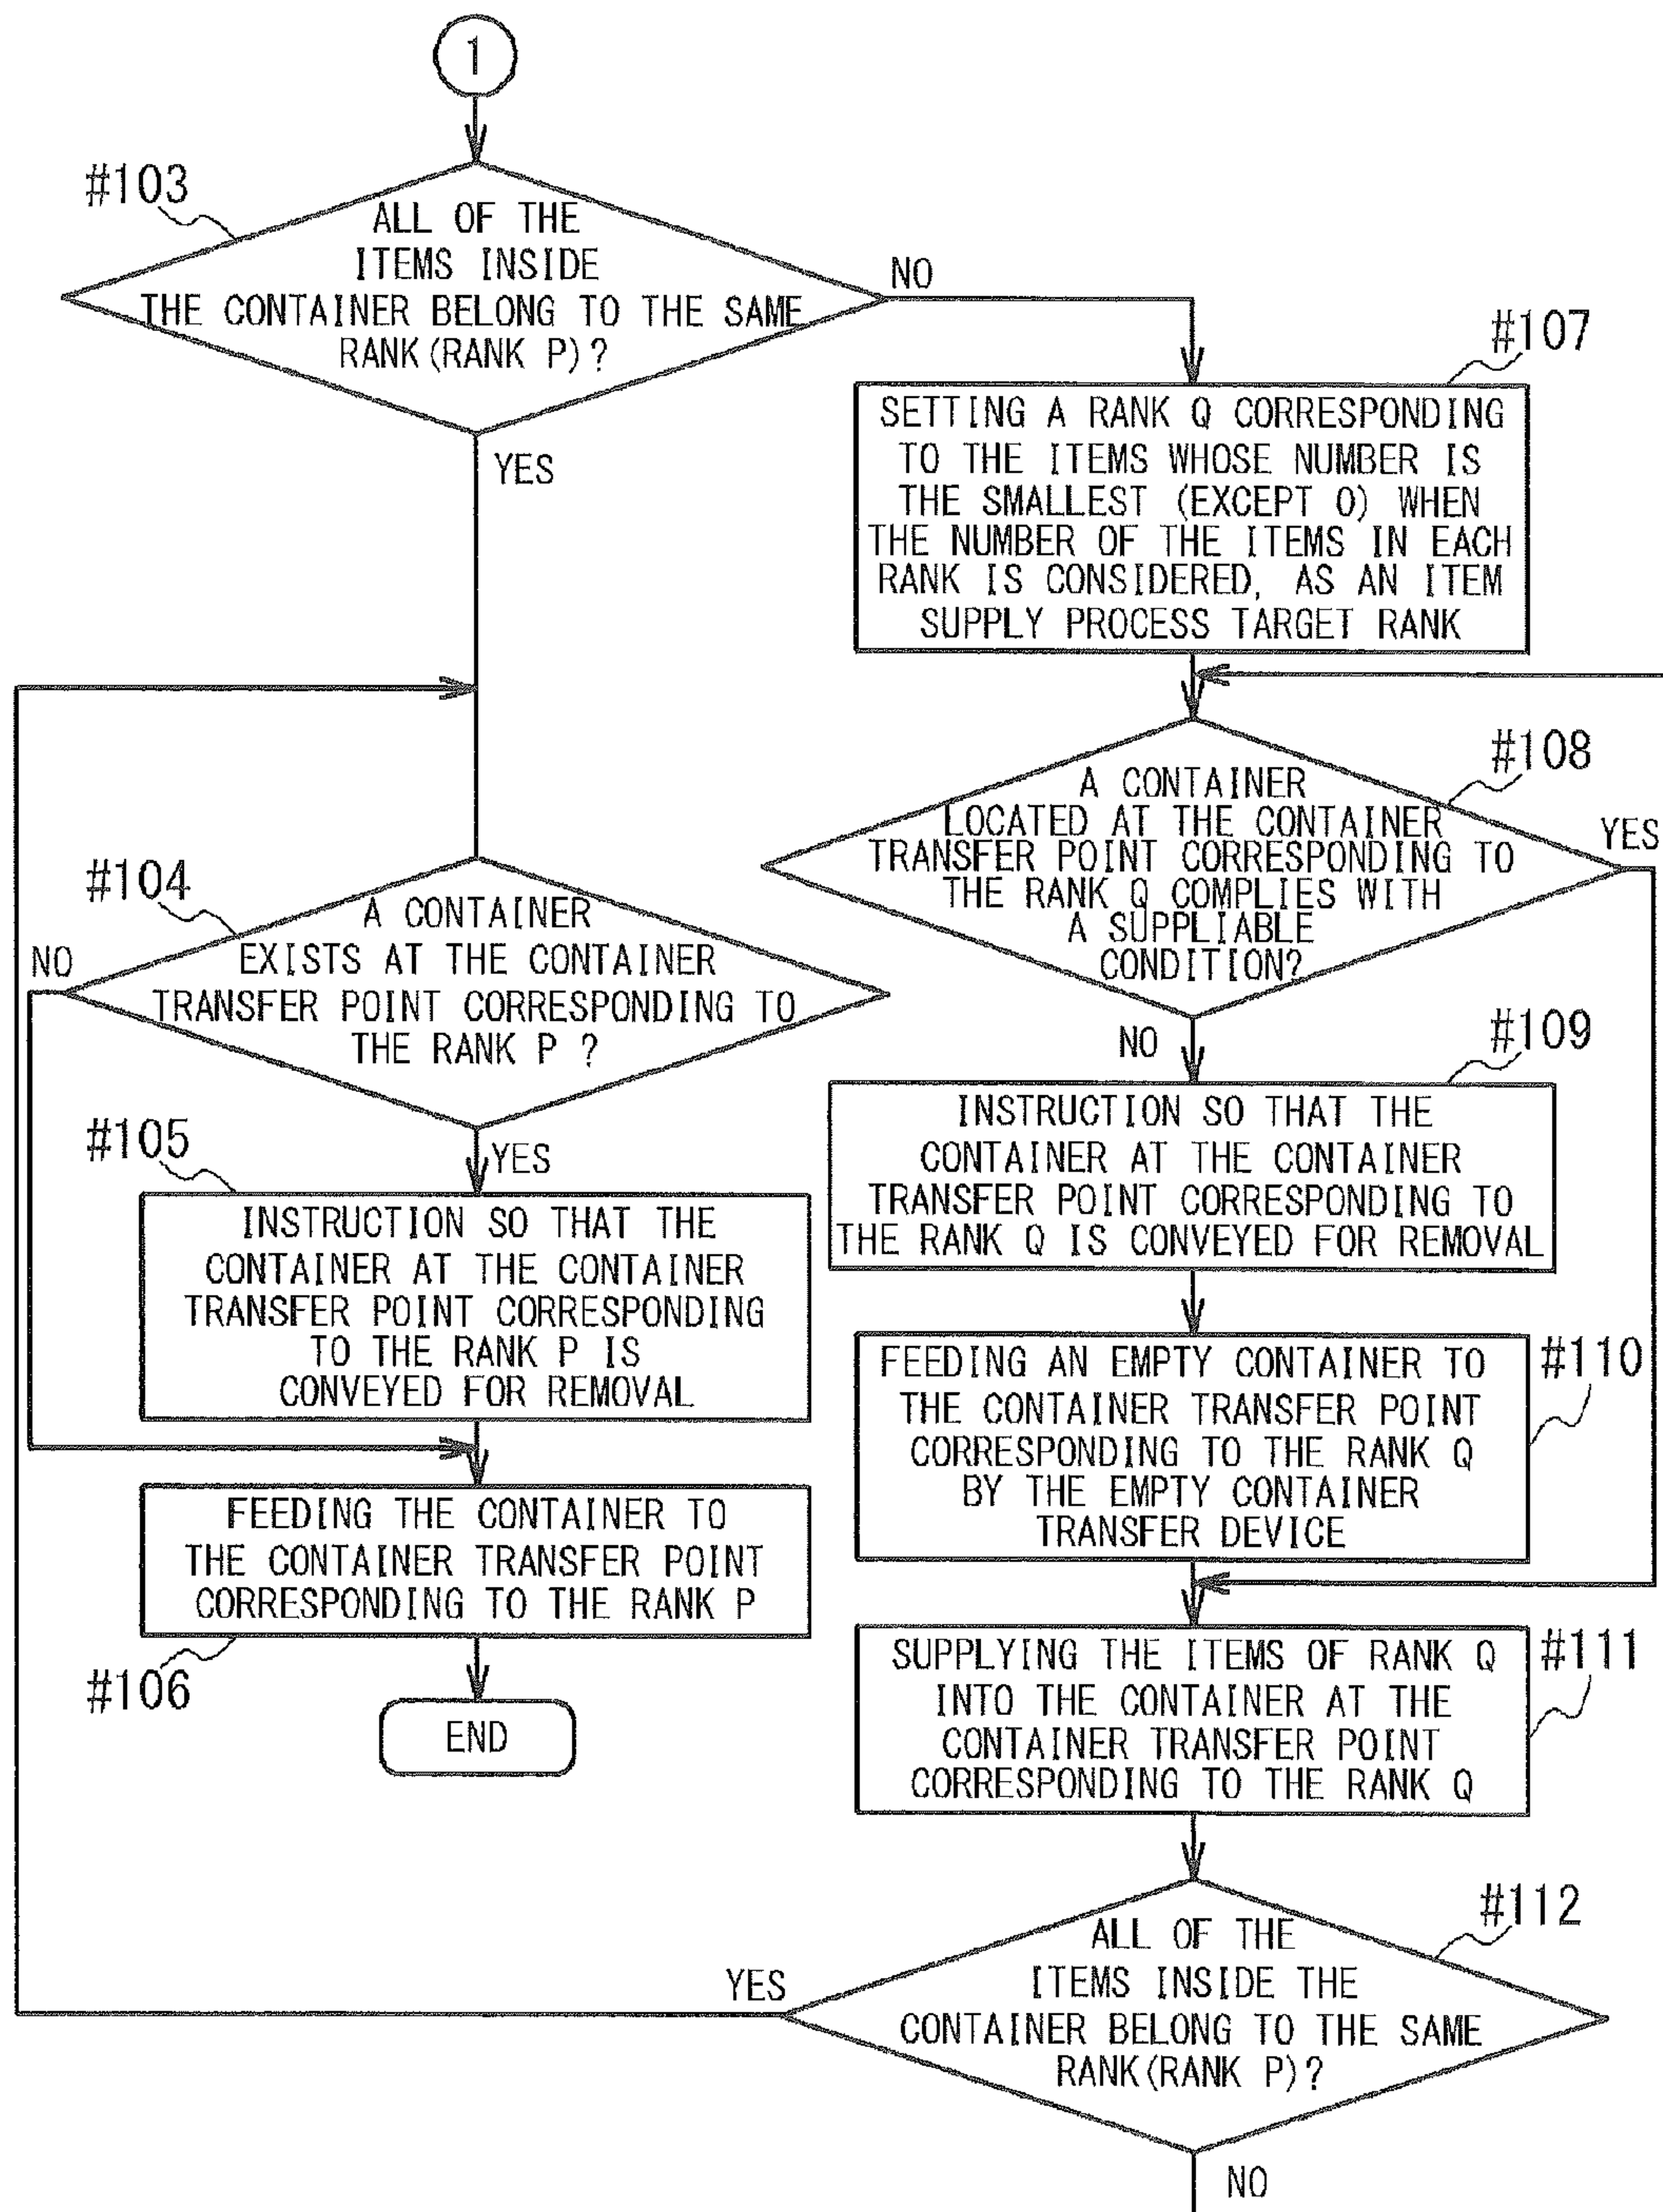 1
#103
ALL OF THE
ITEMS INSIDE
THE CONTAINER BELONG TO THE SAME
RANK(RANK P)?
NO
YES
#107
SETTING A RANK Q CORRESPONDING
TO THE ITEMS WHOSE NUMBER IS
THE SMALLEST (EXCEPT 0) WHEN
THE NUMBER OF THE ITEMS IN EACH
RANK IS CONSIDERED, AS AN ITEM
SUPPLY PROCESS TARGET RANK
#108
A CONTAINER
LOCATED AT THE CONTAINER
TRANSFER POINT CORRESPONDING TO
THE RANK Q COMPLIES WITH
A SUPPLIABLE
CONDITION?
YES
NO
#104
A CONTAINER
EXISTS AT THE CONTAINER
TRANSFER POINT CORRESPONDING TO
THE RANK P ?
NO
YES
#105
INSTRUCTION SO THAT THE
CONTAINER AT THE CONTAINER
TRANSFER POINT CORRESPONDING
TO THE RANK P IS
CONVEYED FOR REMOVAL
#109
INSTRUCTION SO THAT THE
CONTAINER AT THE CONTAINER
TRANSFER POINT CORRESPONDING TO
THE RANK Q IS CONVEYED FOR REMOVAL
FEEDING AN EMPTY CONTAINER TO
THE CONTAINER TRANSFER POINT
CORRESPONDING TO THE RANK Q
BY THE EMPTY CONTAINER
TRANSFER DEVICE
#110
FEEDING THE CONTAINER TO
THE CONTAINER TRANSFER POINT
CORRESPONDING TO THE RANK P
#106
END
SUPPLYING THE ITEMS OF RANK Q
INTO THE CONTAINER AT THE
CONTAINER TRANSFER POINT
CORRESPONDING TO THE RANK Q
#111
#112
ALL OF THE
ITEMS INSIDE THE
CONTAINER BELONG TO THE SAME
RANK(RANK P)?
YES
NO